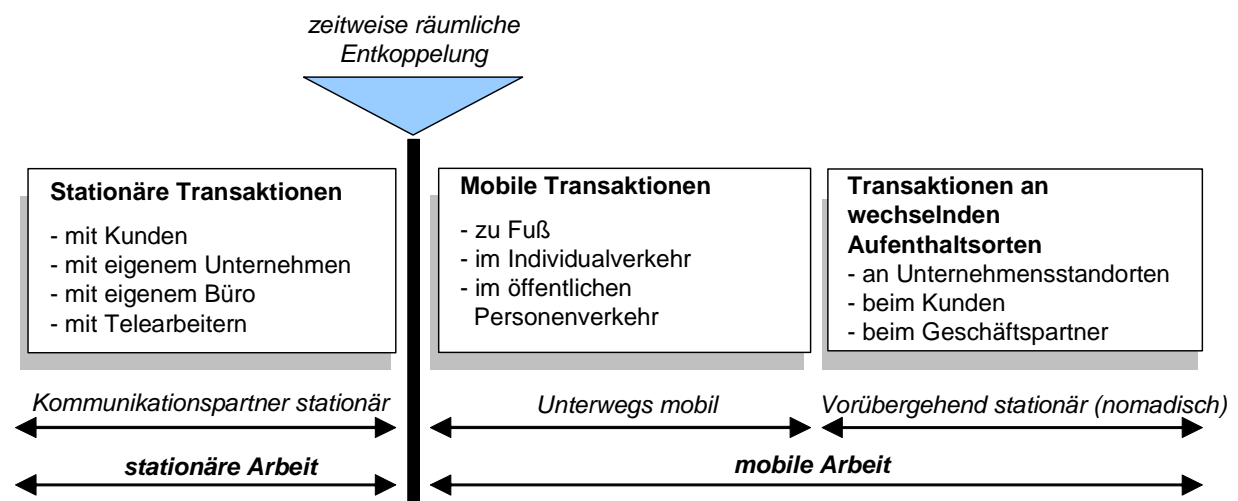 zeitweise räumliche
Entkoppelung
Stationäre Transaktionen
- mit Kunden
- mit eigenem Unternehmen
- mit eigenem Büro
- mit Telearbeitern
Mobile Transaktionen
- zu Fuß
- im Individualverkehr
- im öffentlichen
Personenverkehr
Transaktionen an
wechselnden
Aufenthaltsorten
- an Unternehmensstandorten
- beim Kunden
- beim Geschäftspartner
Kommunikationspartner stationär
Unterwegs mobil
Vorübergehend stationär (nomadisch)
stationäre Arbeit
mobile Arbeit